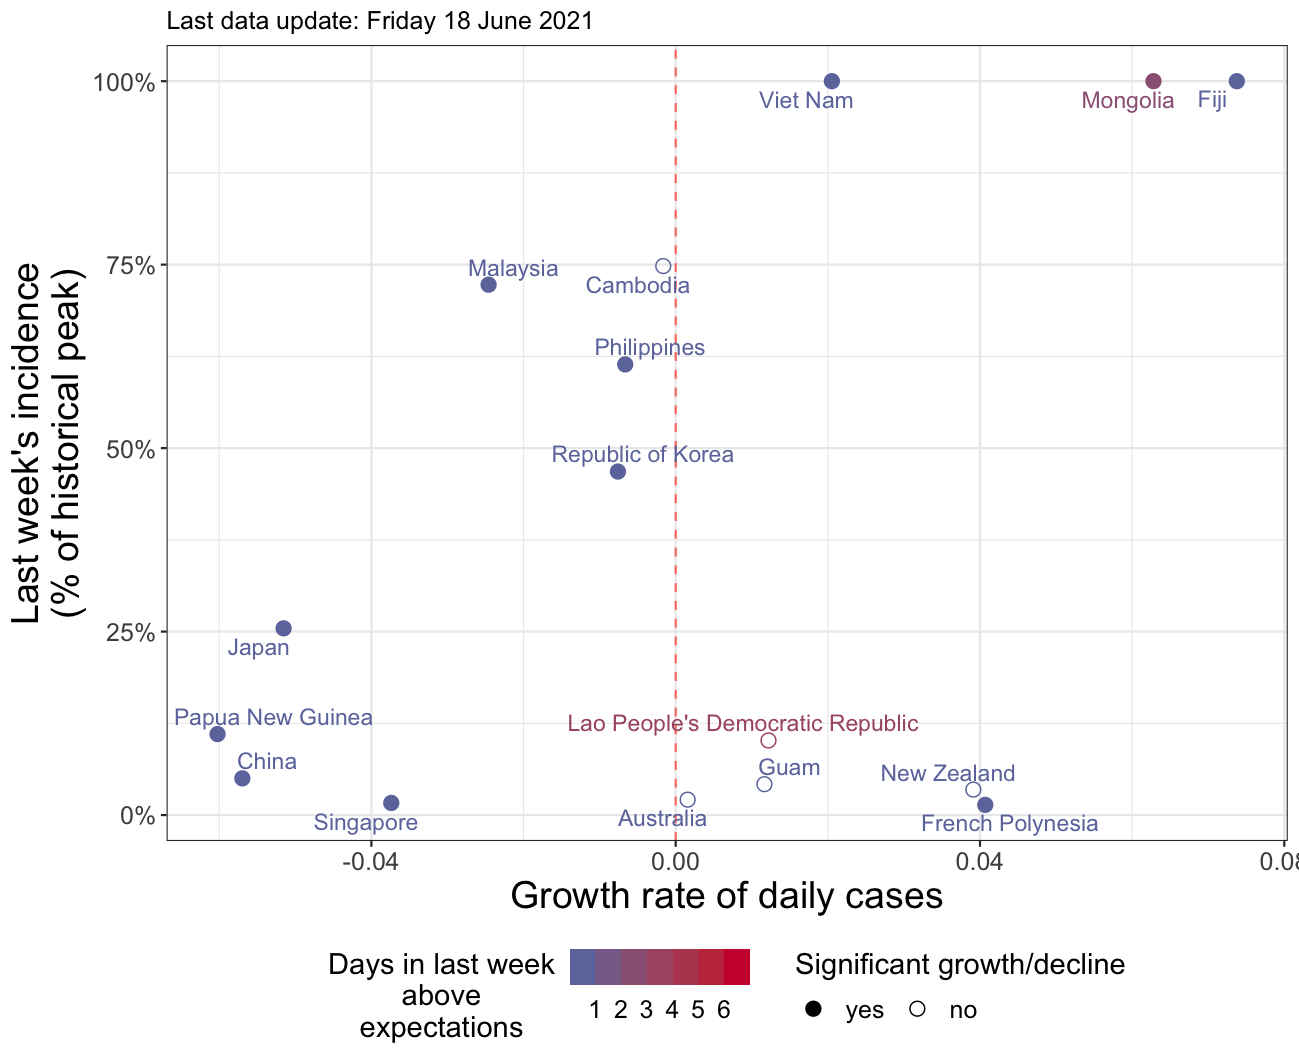 Last data update: Friday 18 June 2021
100%
Viet Nam
Mongolia
Fiji
75%
Malaysia
Cambodia
Philippines
50%
Republic of Korea
Last week's incidence
(% of historical peak)
25%
Japan
Papua New Guinea
Lao People's Democratic Republic
China
Guam
New Zealand
0%
Singapore
Australia
French Polynesia
-0.04
0.00
0.04
Growth rate of daily cases
Days in last week
above
expectations
1 2 3 4 5 6
Significant growth/decline
yes
no